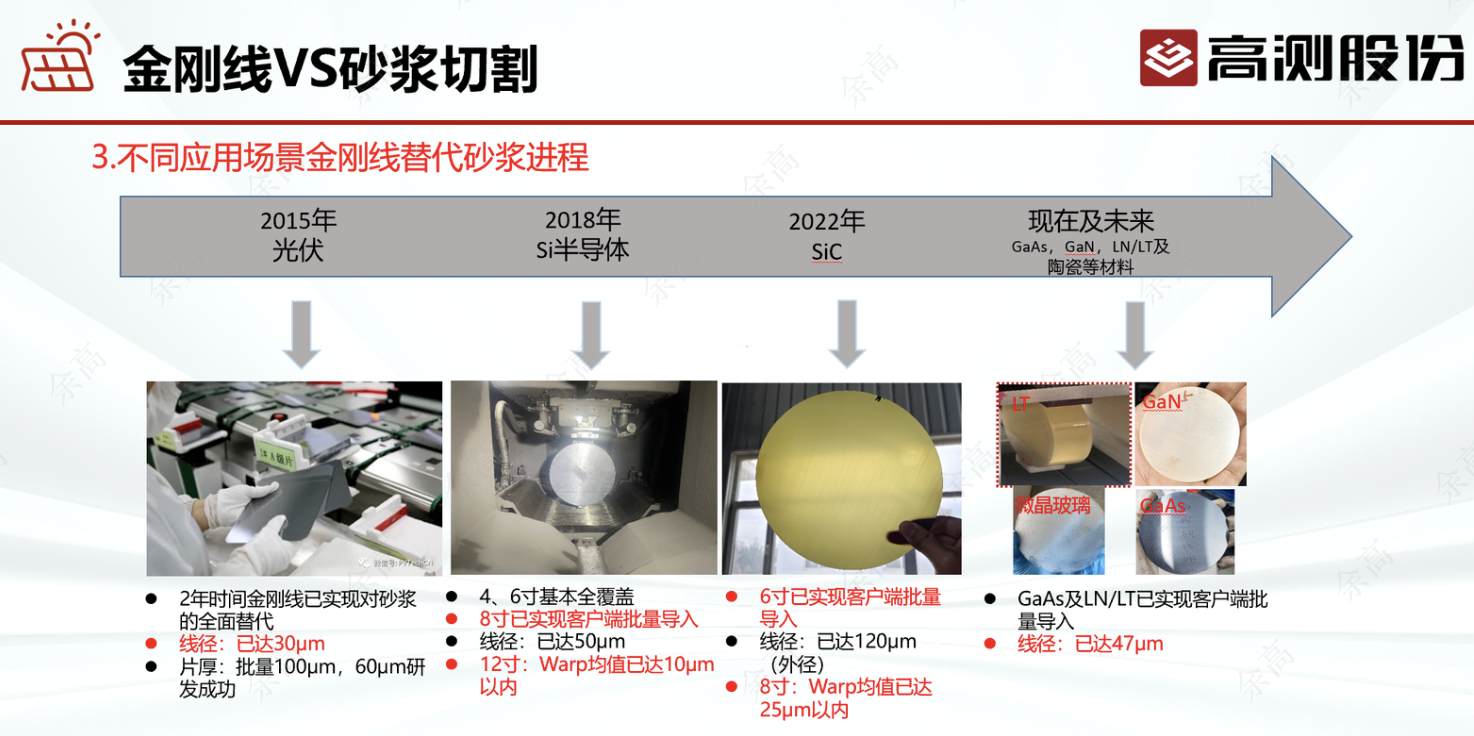 金刚线VS砂浆切割
高测股份
3.不同应用场景金刚线替代砂浆进程
2015年
光伏
2018年
Si半导体
2022年
SiC
现在及未来
GaAs，GaN，LN/LT及
陶瓷等材料
LT
GaN
微晶玻璃
GaAs
2年时间金刚线已实现对砂浆
的全面替代
线径：已达30μm
片厚：批量100μm，60μm研
发成功
4、6寸基本全覆盖
8寸已实现客户端批量导入
线径：已达50μm
12寸：Warp均值已达10μm
以内
6寸已实现客户端批量
导入
线径：已达120μm
（外径）
8寸：Warp均值已达
25μm以内
GaAs及LN/LT已实现客户端批
量导入
线径：已达47μm
余高